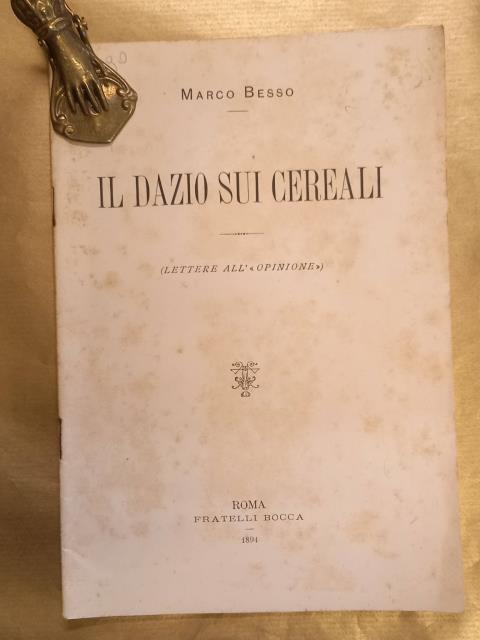 MARCO BESSO
IL DAZIO SUI CEREALI
(LETTERE ALL'«OPINIONE»)
ROMA
FRATELLI BOCCA
1894